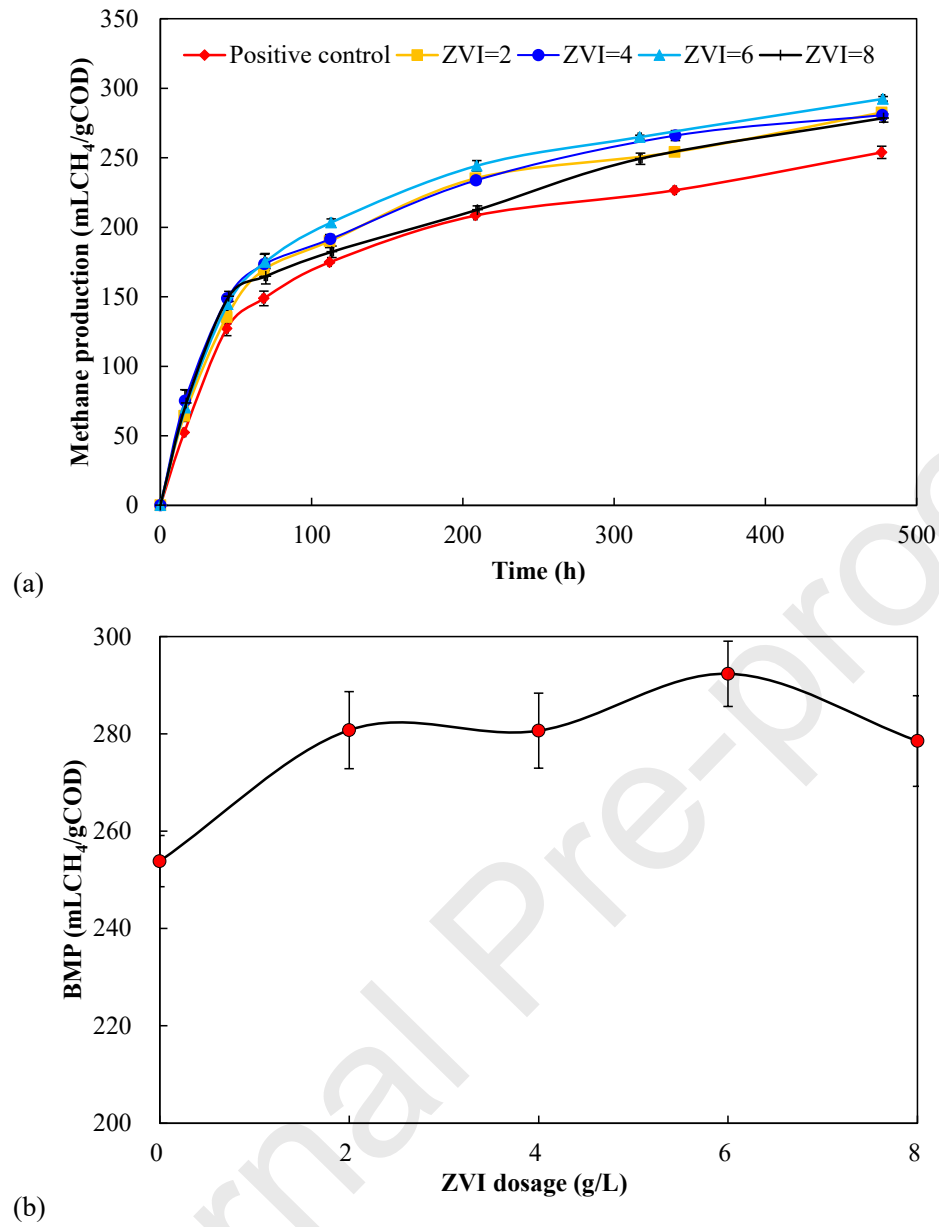 350
300
250
200
150
100
50
0
Methane production (mLCH₄/gCOD)
Positive control ZVI=2 ZVI=4 ZVI=6 ZVI=8
0 100 200 300 400 500
Time (h)
(a)
300
280
260
240
220
200
BMP (mLCH₄/gCOD)
0 2 4 6 8
ZVI dosage (g/L)
(b)
rnal Pre-proo